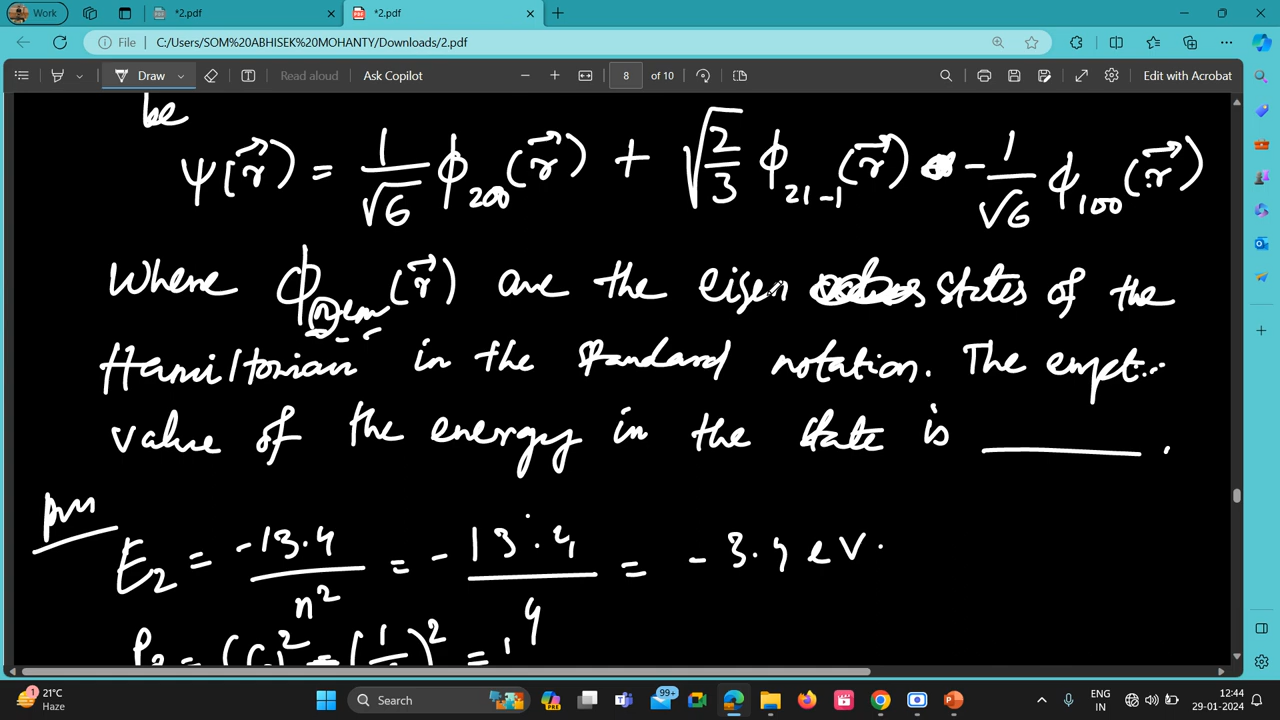 Work
*2.pdf
*2.pdf
File C:/Users/SOM%20ABHISEK%20MOHANTY/Downloads/2.pdf
Draw Read aloud Ask Copilot 8 of 10 Edit with Acrobat
be
ψ(r⃗) = 1/√6 ϕ₂₀₀(r⃗) + √(2/3) ϕ₂₁₋₁(r⃗) - 1/√6 ϕ₁₀₀(r⃗)
Where ϕₙₗₘ(r⃗) are the eigen states of the
Hamiltonian in the standard notation. The expt..
value of the energy in the state is ______.
E₂ = -13.4/n² = -13.4/4 = -3.4 eV.
21°C
Haze
Search
99+
ENG
IN
12:44
29-01-2024